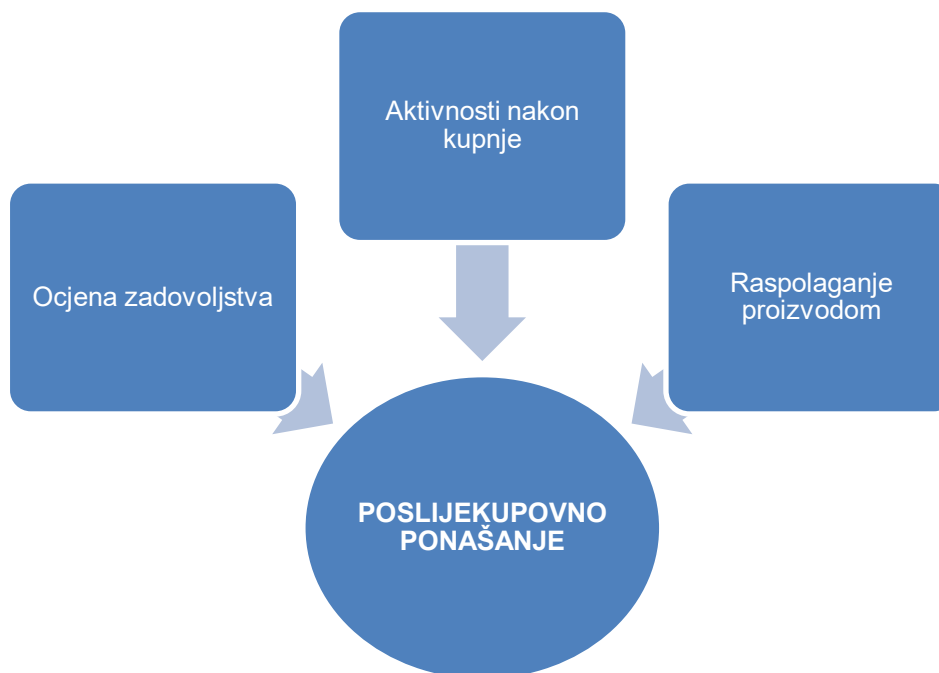 Aktivnosti nakon
kupnje
Ocjena zadovoljstva
Raspolaganje
proizvodom
POSLIJEKUPOVNO
PONAŠANJE